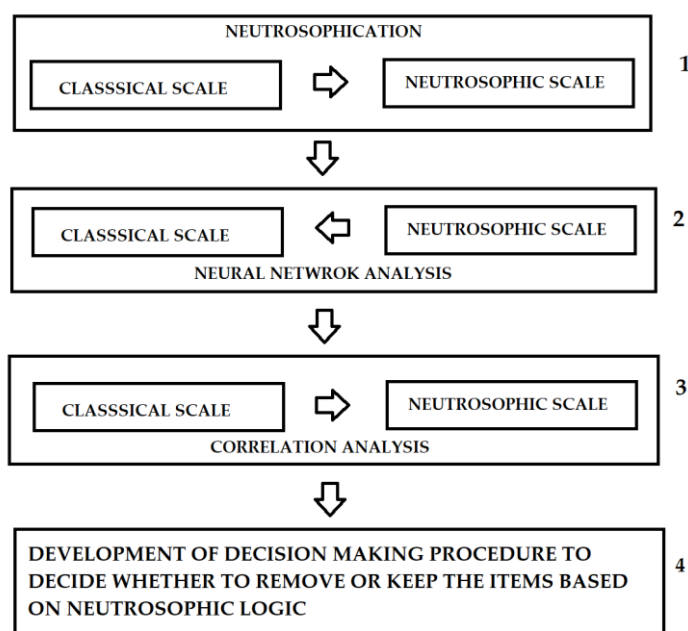 NEUTROSOPHICATION
1
CLASSSICAL SCALE
NEUTROSOPHIC SCALE
2
CLASSSICAL SCALE
NEUTROSOPHIC SCALE
NEURAL NETWROK ANALYSIS
3
CLASSSICAL SCALE
NEUTROSOPHIC SCALE
CORRELATION ANALYSIS
DEVELOPMENT OF DECISION MAKING PROCEDURE TO
DECIDE WHETHER TO REMOVE OR KEEP THE ITEMS BASED
ON NEUTROSOPHIC LOGIC
4